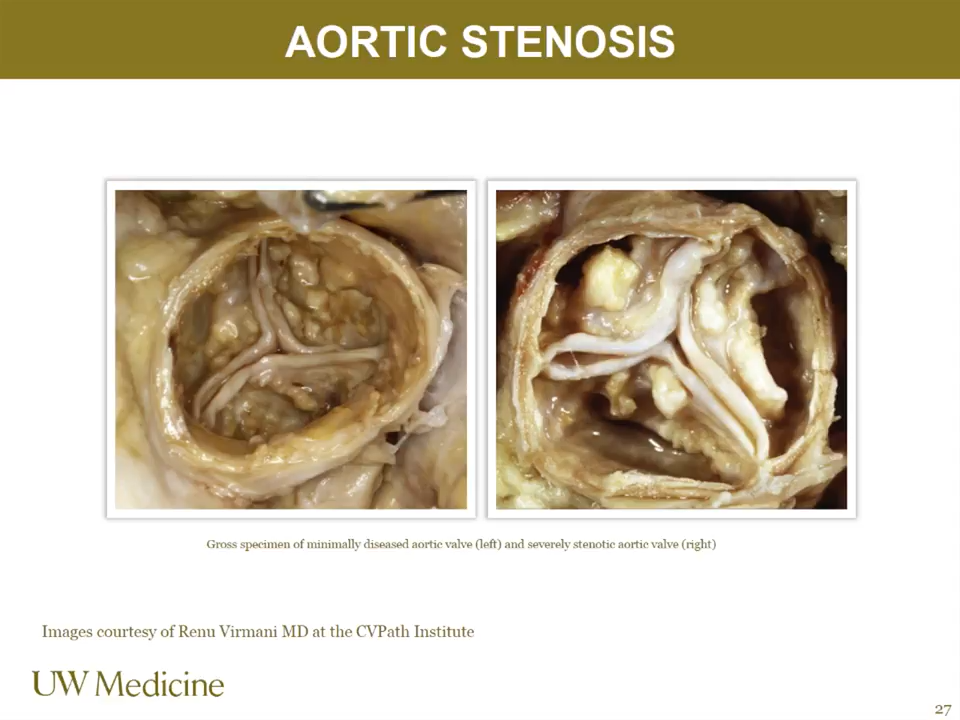 AORTIC STENOSIS
Gross specimen of minimally diseased aortic valve (left) and severely stenotic aortic valve (right)
Images courtesy of Renu Virmani MD at the CVPath Institute
UW Medicine
27